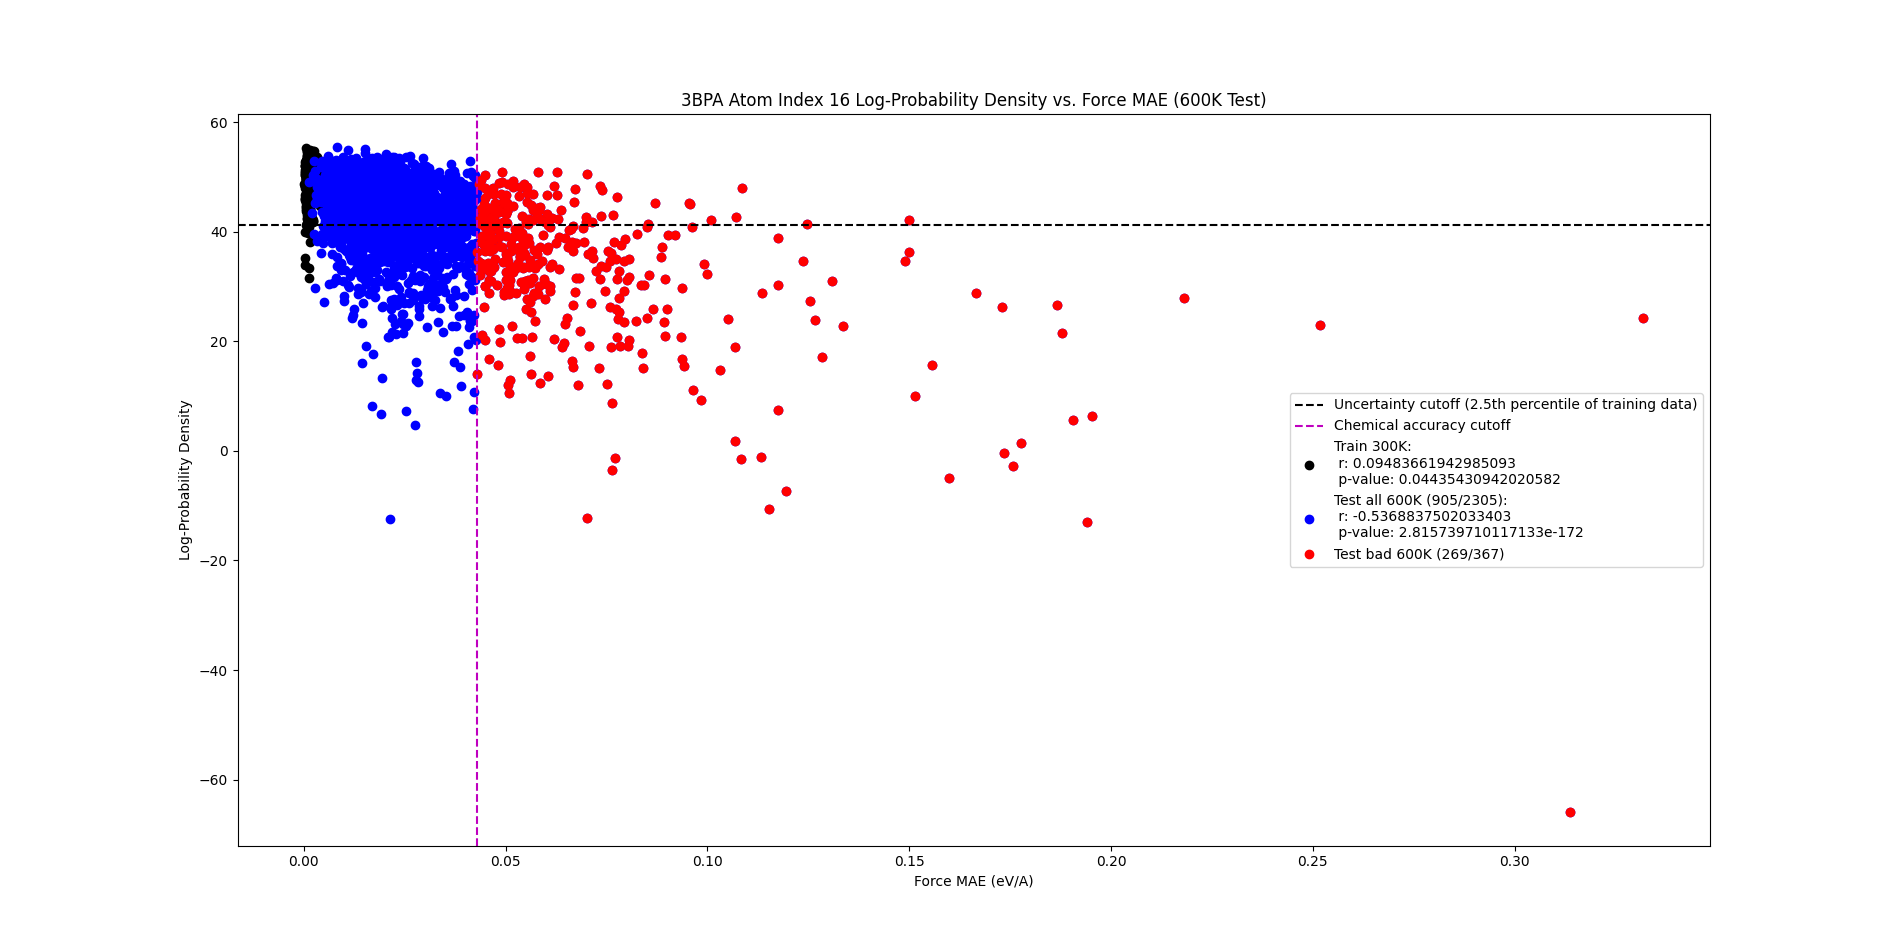 3BPA Atom Index 16 Log-Probability Density vs. Force MAE (600K Test)
60
40
20
0
−20
−40
−60
Log-Probability Density
Uncertainty cutoff (2.5th percentile of training data)
Chemical accuracy cutoff
Train 300K:
r: 0.09483661942985093
p-value: 0.04435430942020582
Test all 600K (905/2305):
r: -0.5368837502033403
p-value: 2.815739710117133e-172
Test bad 600K (269/367)
0.00 0.05 0.10 0.15 0.20 0.25 0.30
Force MAE (eV/A)